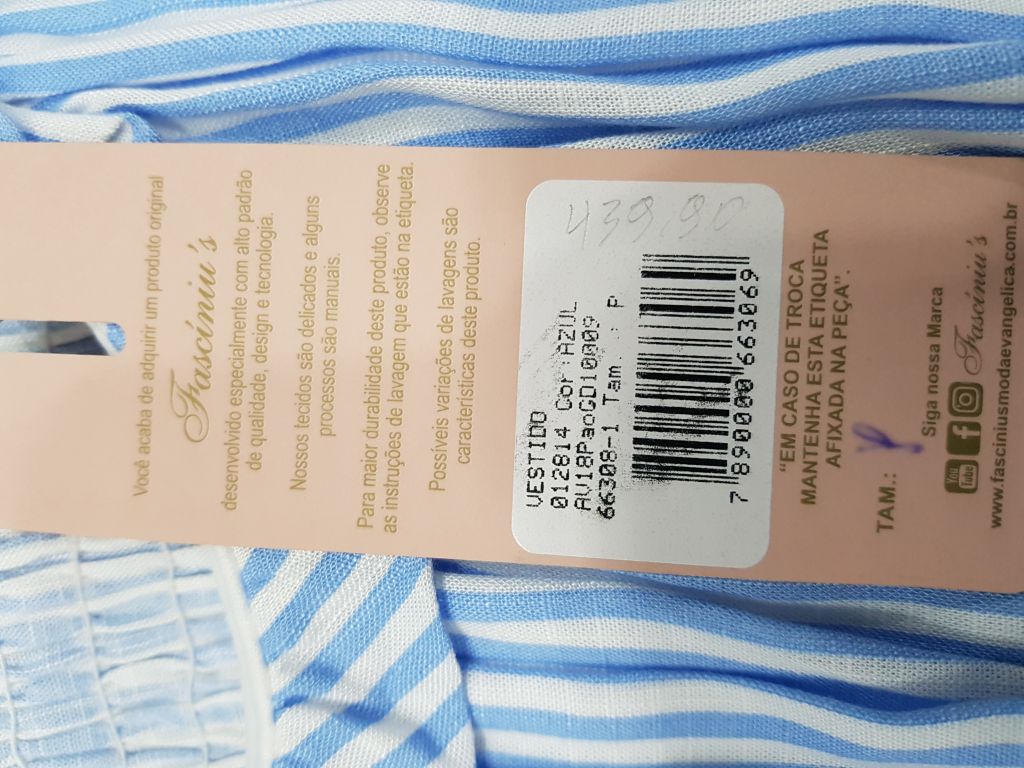 Você acaba de adquirir um produto original
Fasciniu's
desenvolvido especialmente com alto padrão
de qualidade, design e tecnologia.
Nossos tecidos são delicados e alguns
processos são manuais.
Para maior durabilidade deste produto, observe
as instruções de lavagem que estão na etiqueta.
Possíveis variações de lavagens são
características deste produto.
439,90
VESTIDO
012814 Cor :AZUL
66308-1 Tam.: P
7 890000 663069
"EM CASO DE TROCA
MANTENHA ESTA ETIQUETA
AFIXADA NA PEÇA".
TAM.: P
Siga nossa Marca
You Tube f Fasciniu's
www.fasciniusmodaevangelica.com.br